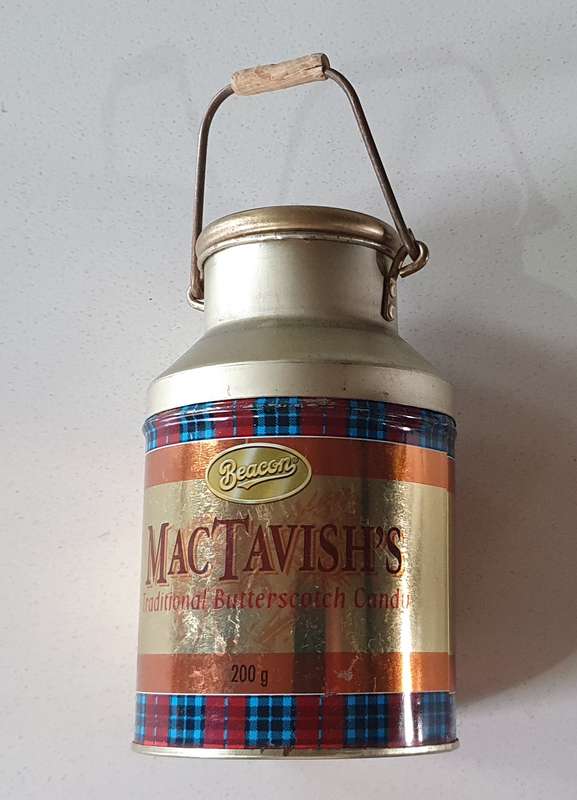 Beacon
MACTAVISH'S
Traditional Butterscotch Candy
200 g